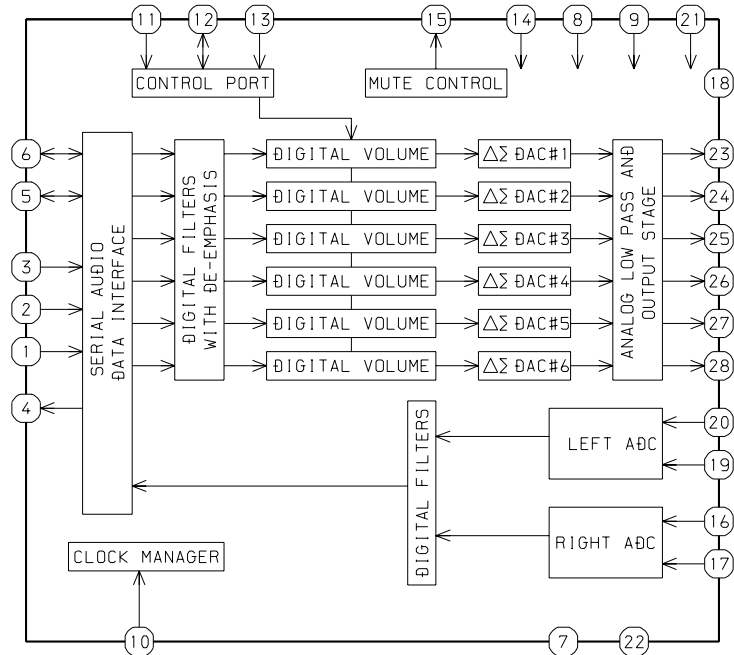 11 12 13 15 14 8 9 21
18
CONTROL PORT
MUTE CONTROL
6
5
3
2
1
4
SERIAL AUDIO
DATA INTERFACE
DIGITAL FILTERS
WITH DE-EMPHASIS
DIGITAL VOLUME
ΔΣ DAC#1
DIGITAL VOLUME
ΔΣ DAC#2
DIGITAL VOLUME
ΔΣ DAC#3
DIGITAL VOLUME
ΔΣ DAC#4
DIGITAL VOLUME
ΔΣ DAC#5
DIGITAL VOLUME
ΔΣ DAC#6
ANALOG LOW PASS AND
OUTPUT STAGE
23
24
25
26
27
28
DIGITAL FILTERS
LEFT ADC
20
19
RIGHT ADC
16
17
CLOCK MANAGER
10 7 22